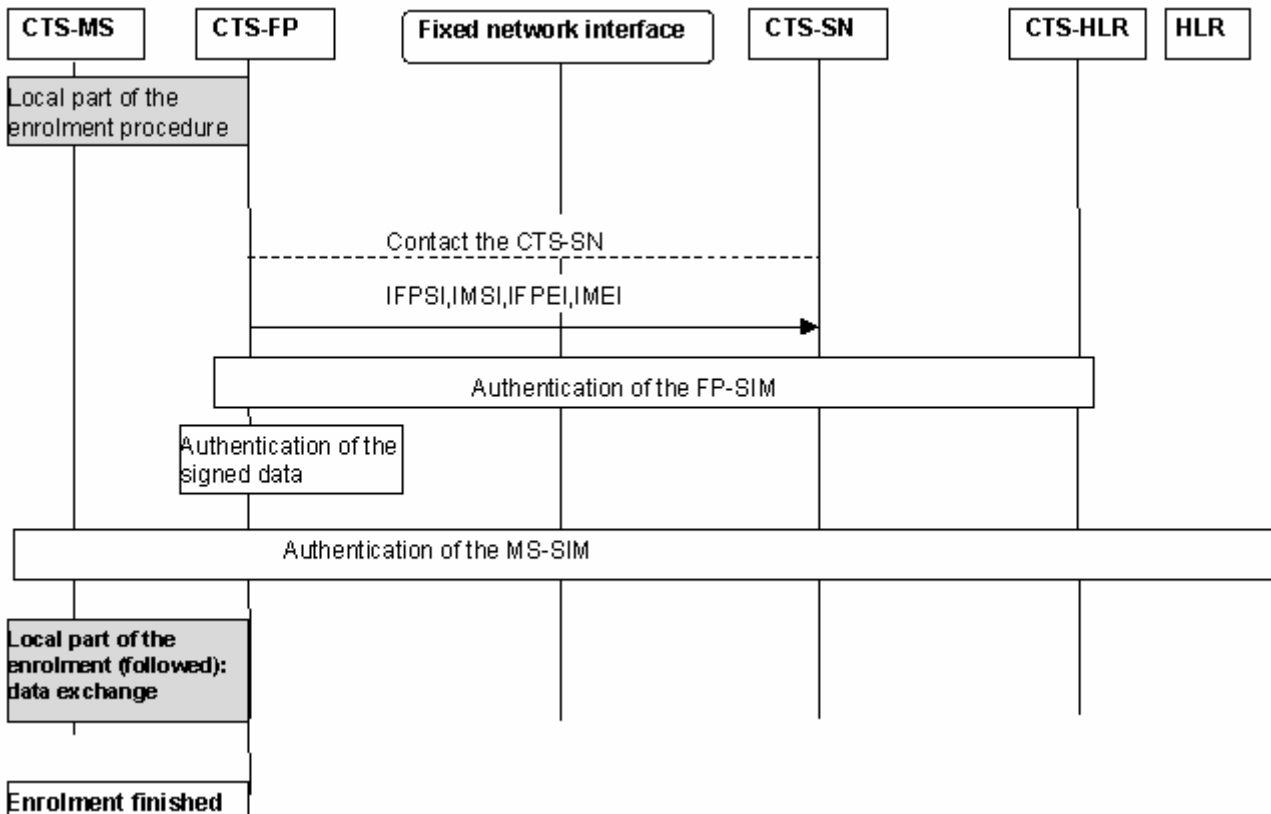 CTS-MS
CTS-FP
Fixed network interface
CTS-SN
CTS-HLR
HLR
Local part of the
enrolment procedure
Contact the CTS-SN
IFPSI,IMSI,IFPEI,IMEI
Authentication of the FP-SIM
Authentication of the
signed data
Authentication of the MS-SIM
Local part of the
enrolment (followed):
data exchange
Enrolment finished